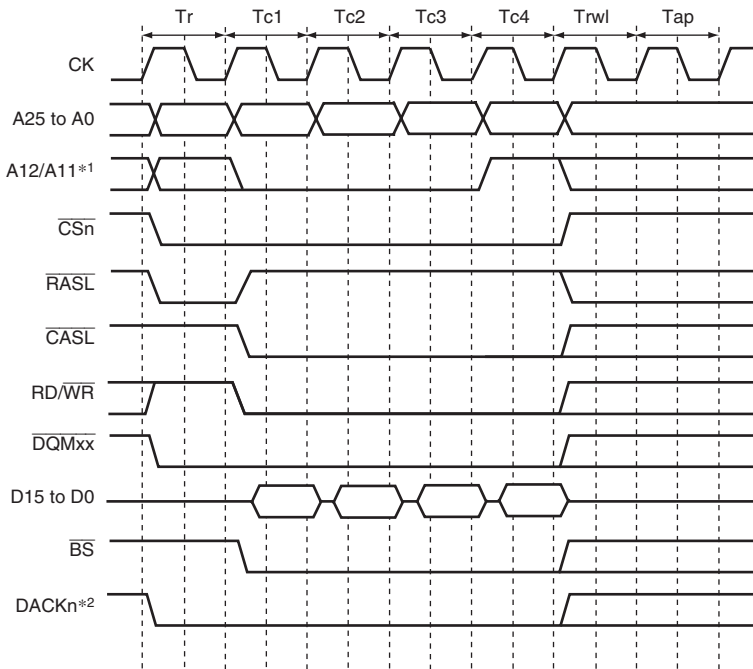 Tr Tc1 Tc2 Tc3 Tc4 Trwl Tap
CK
A25 to A0
A12/A11*1
CSn
RASL
CASL
RD/WR
DQMxx
D15 to D0
BS
DACKn*2